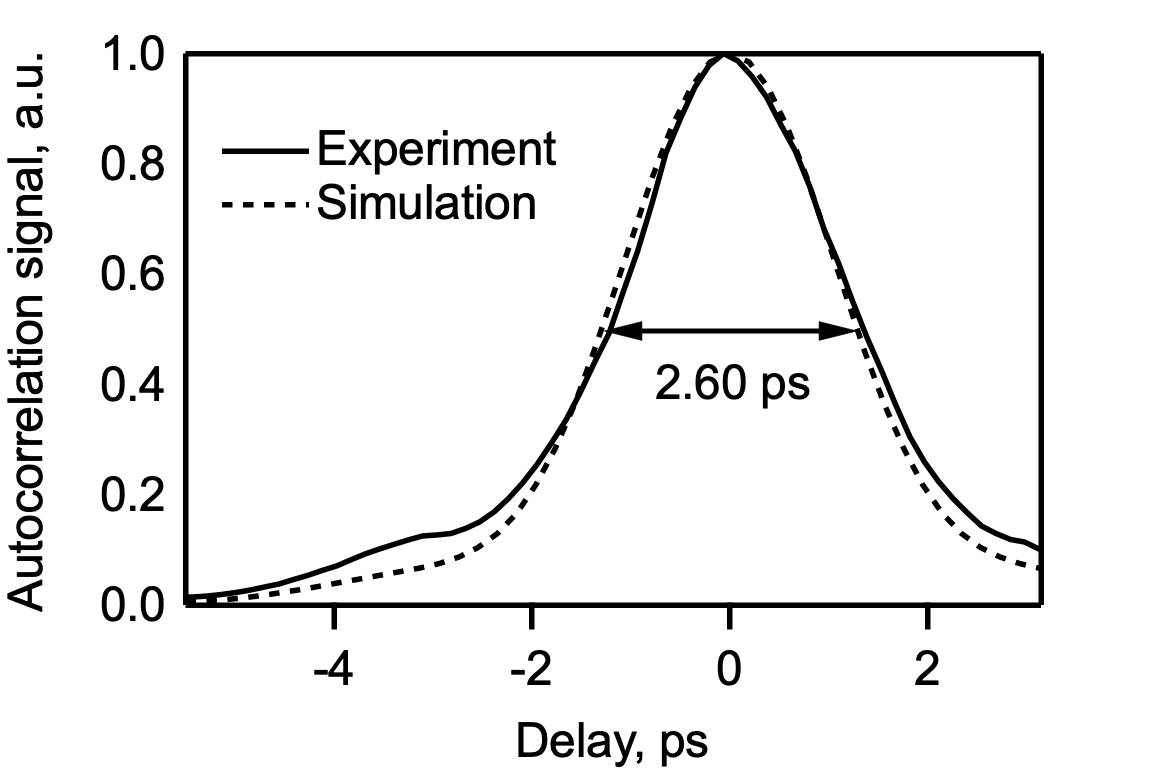 Autocorrelation signal, a.u.
1.0
0.8
0.6
0.4
0.2
0.0
Experiment
Simulation
2.60 ps
-4
-2
0
2
Delay, ps